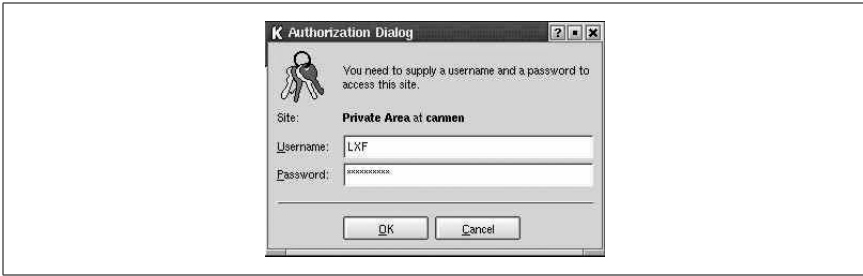 Authorization Dialog
You need to supply a username and a password to
access this site.
Site: Private Area at carmen
Username: LXF
Password: **********
OK Cancel